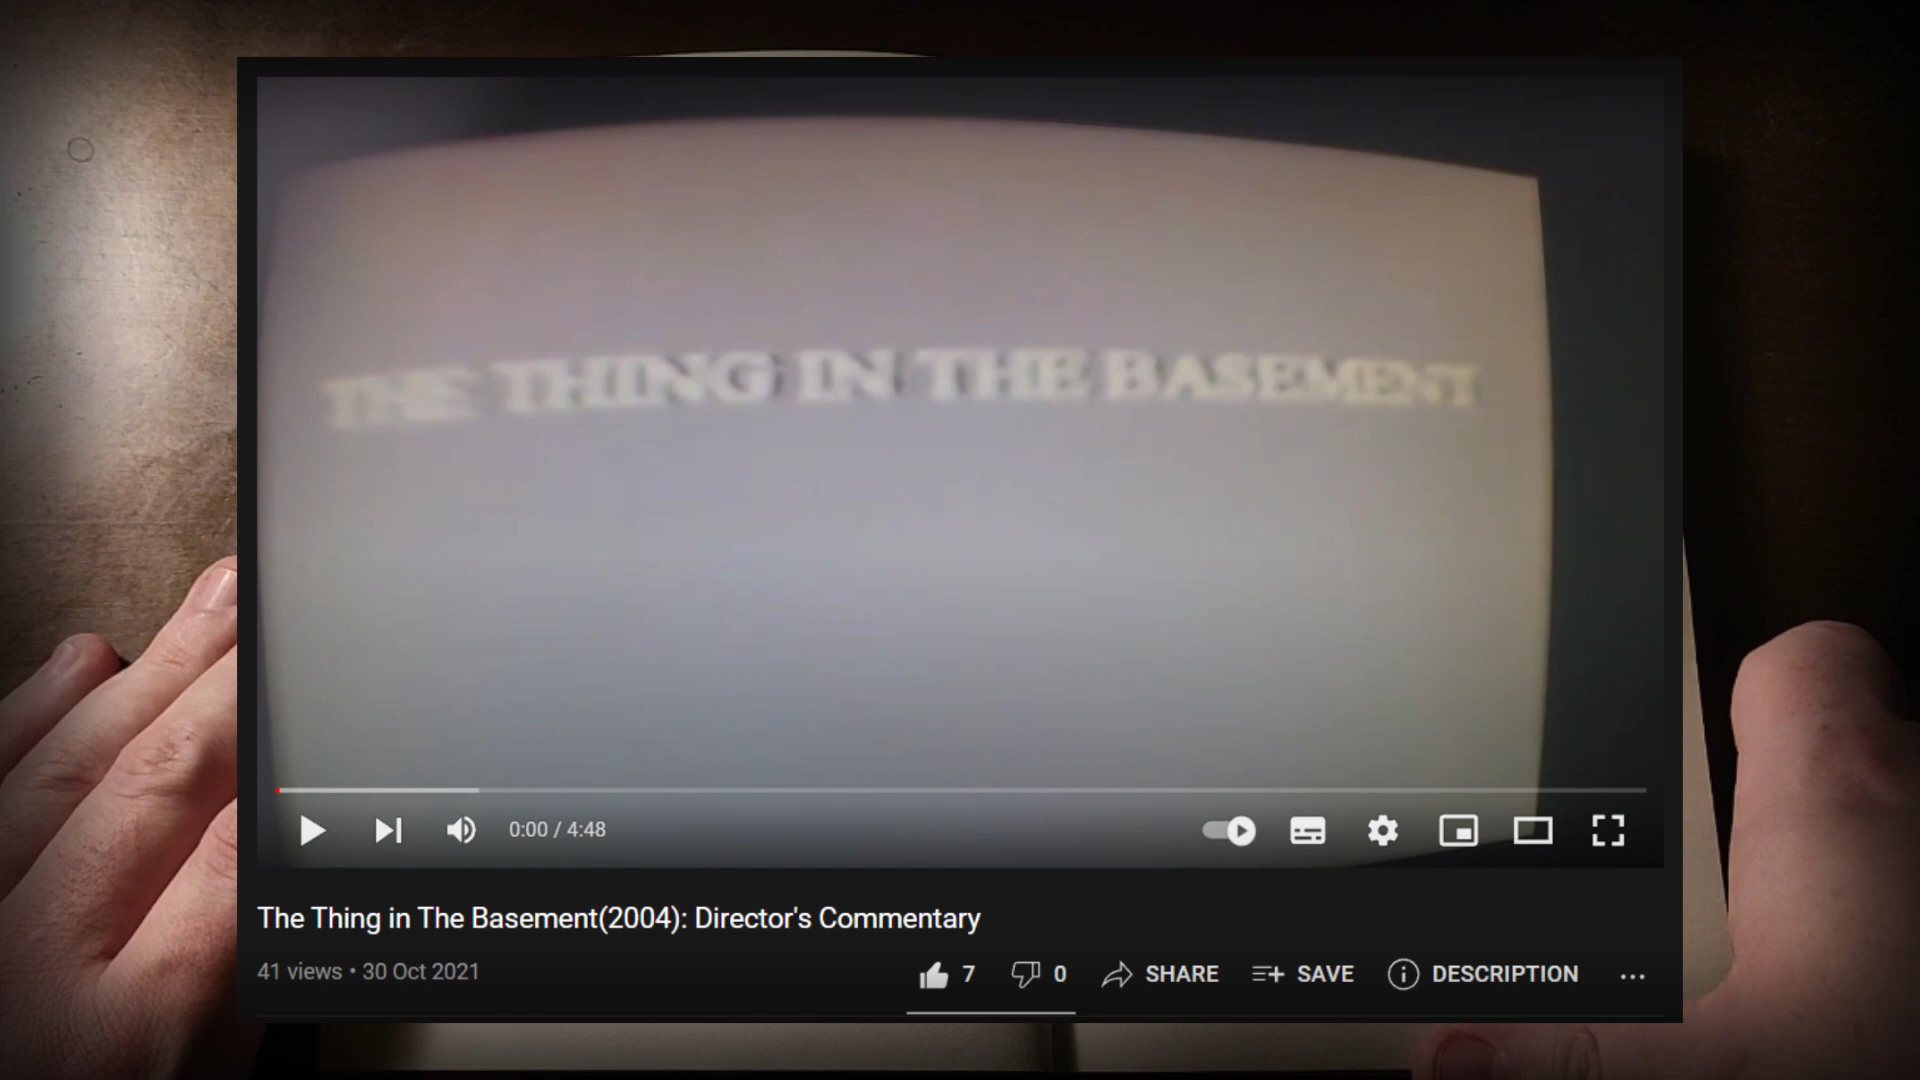 THE THING IN THE BASEMENT
0:00 / 4:48
The Thing in The Basement(2004): Director's Commentary
41 views • 30 Oct 2021
7 0 SHARE SAVE DESCRIPTION ...